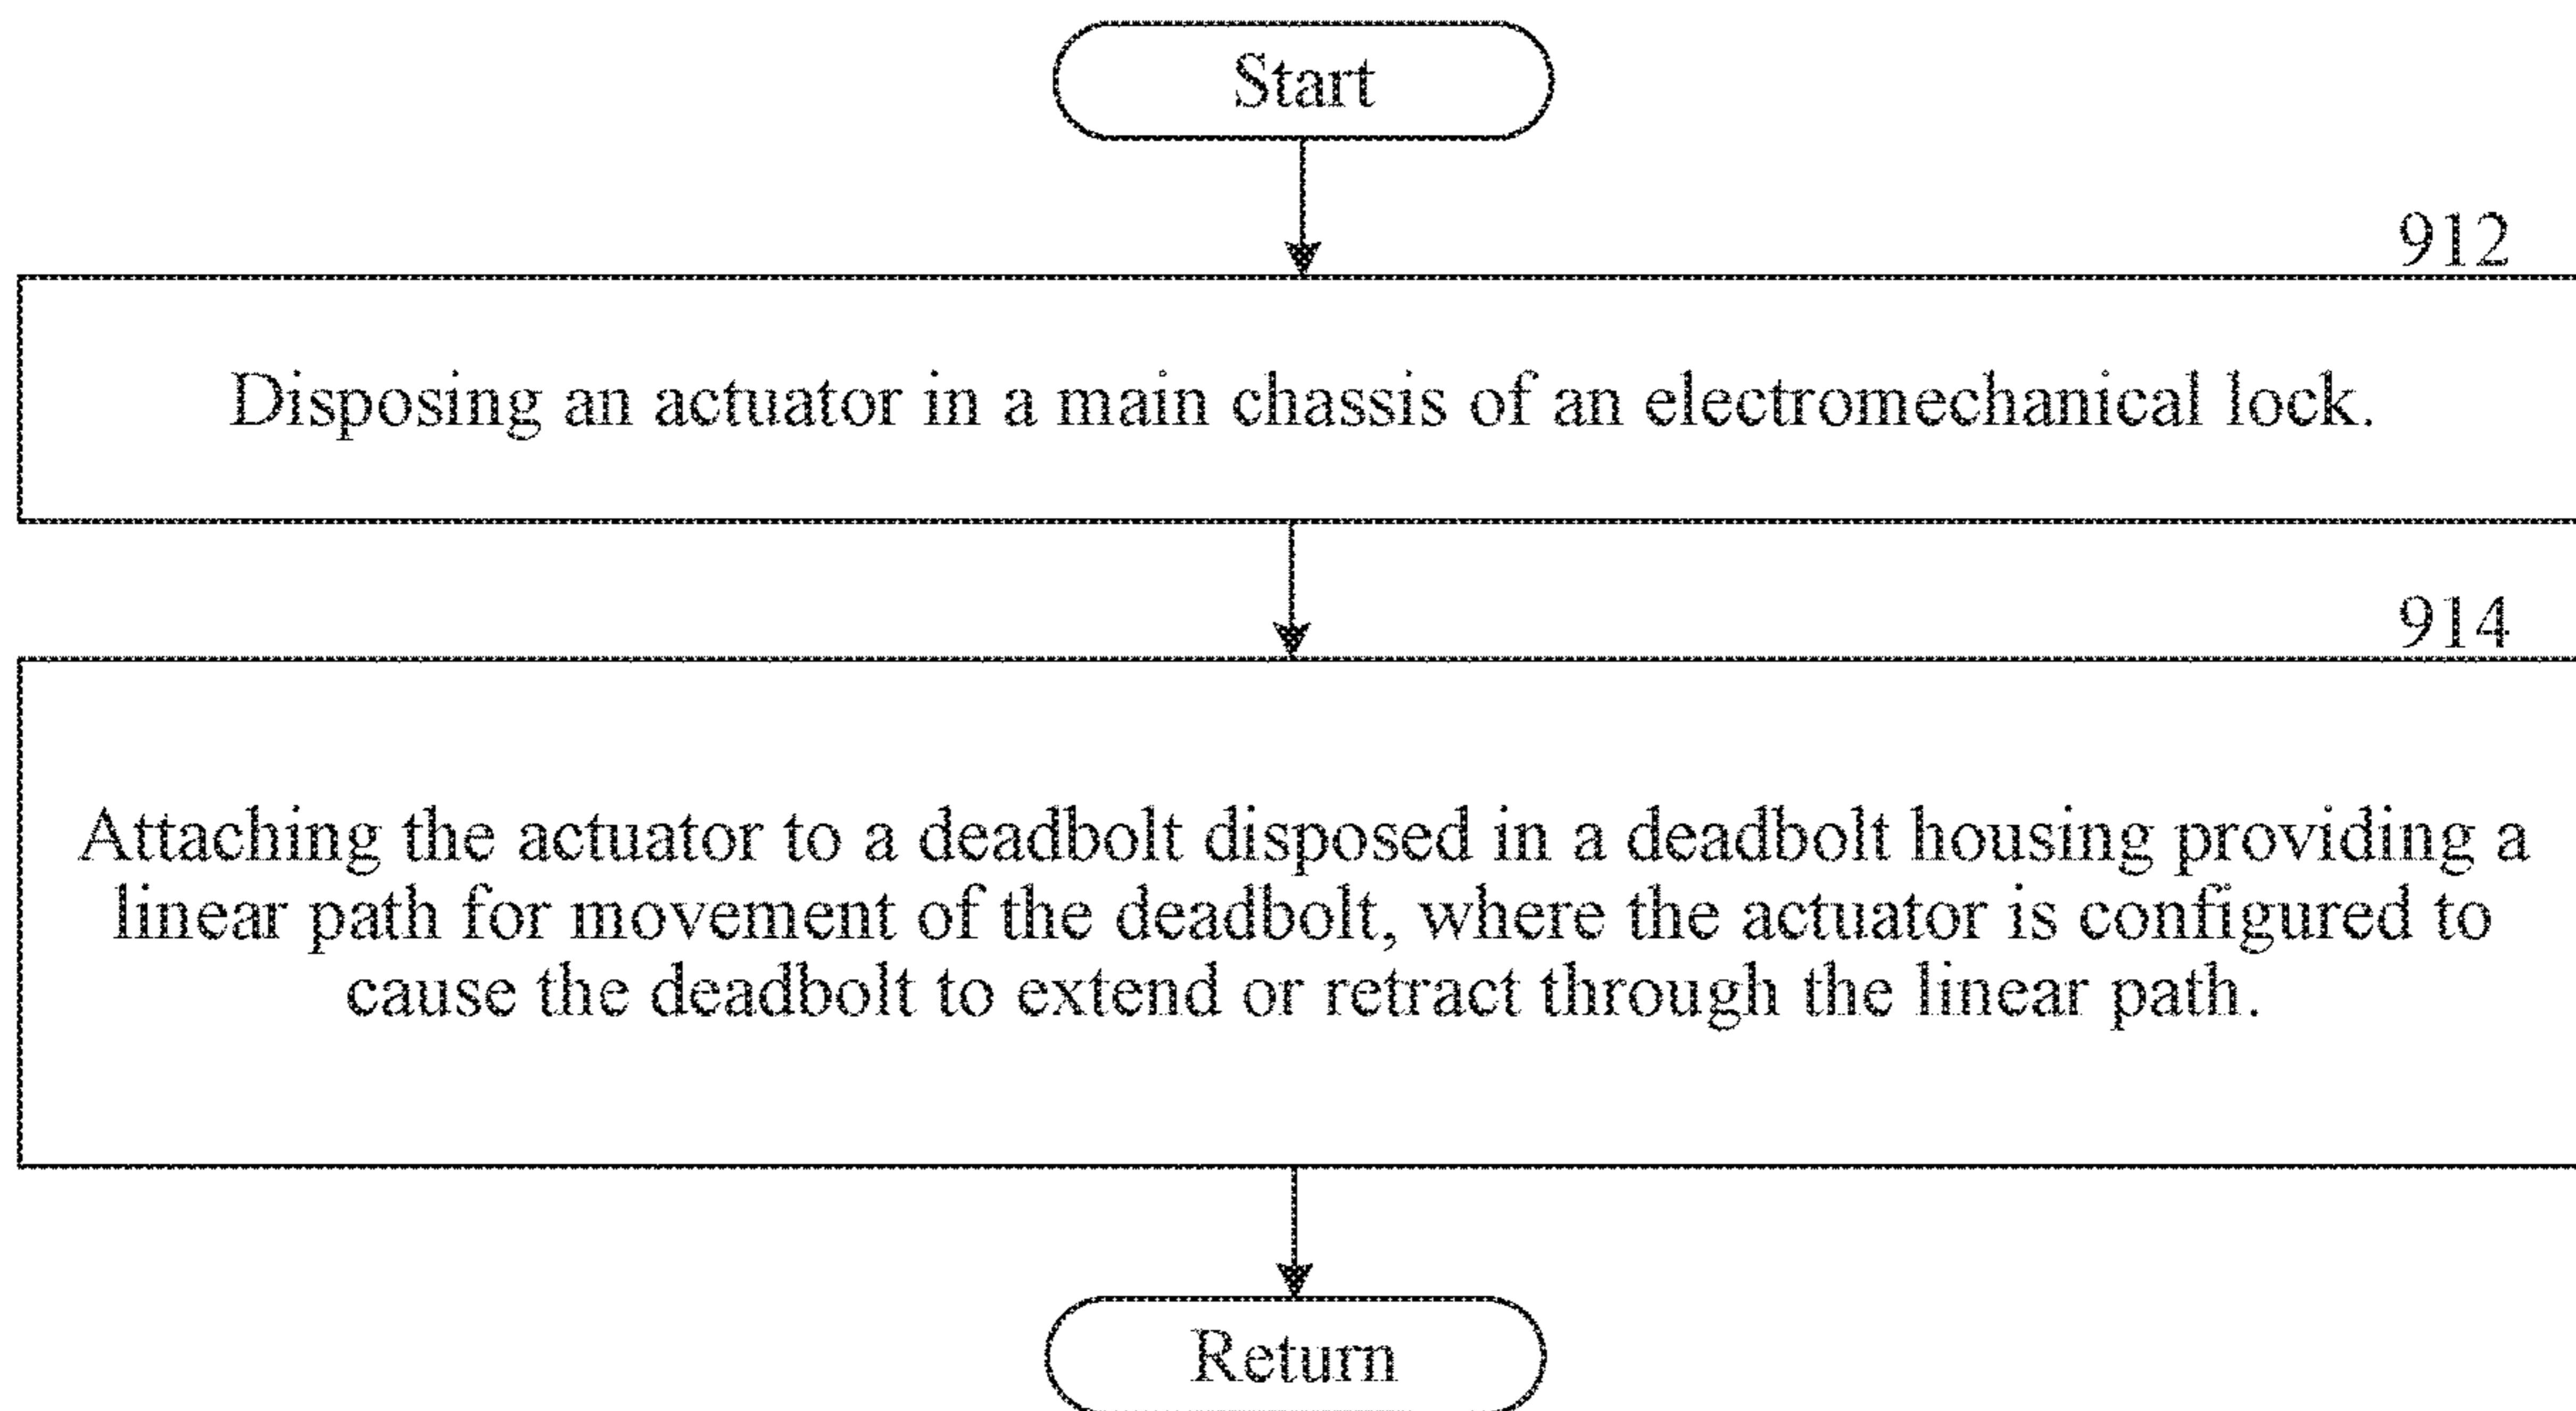 Start
912
Disposing an actuator in a main chassis of an electromechanical lock.
914
Attaching the actuator to a deadbolt disposed in a deadbolt housing providing a
linear path for movement of the deadbolt, where the actuator is configured to
cause the deadbolt to extend or retract through the linear path.
Return